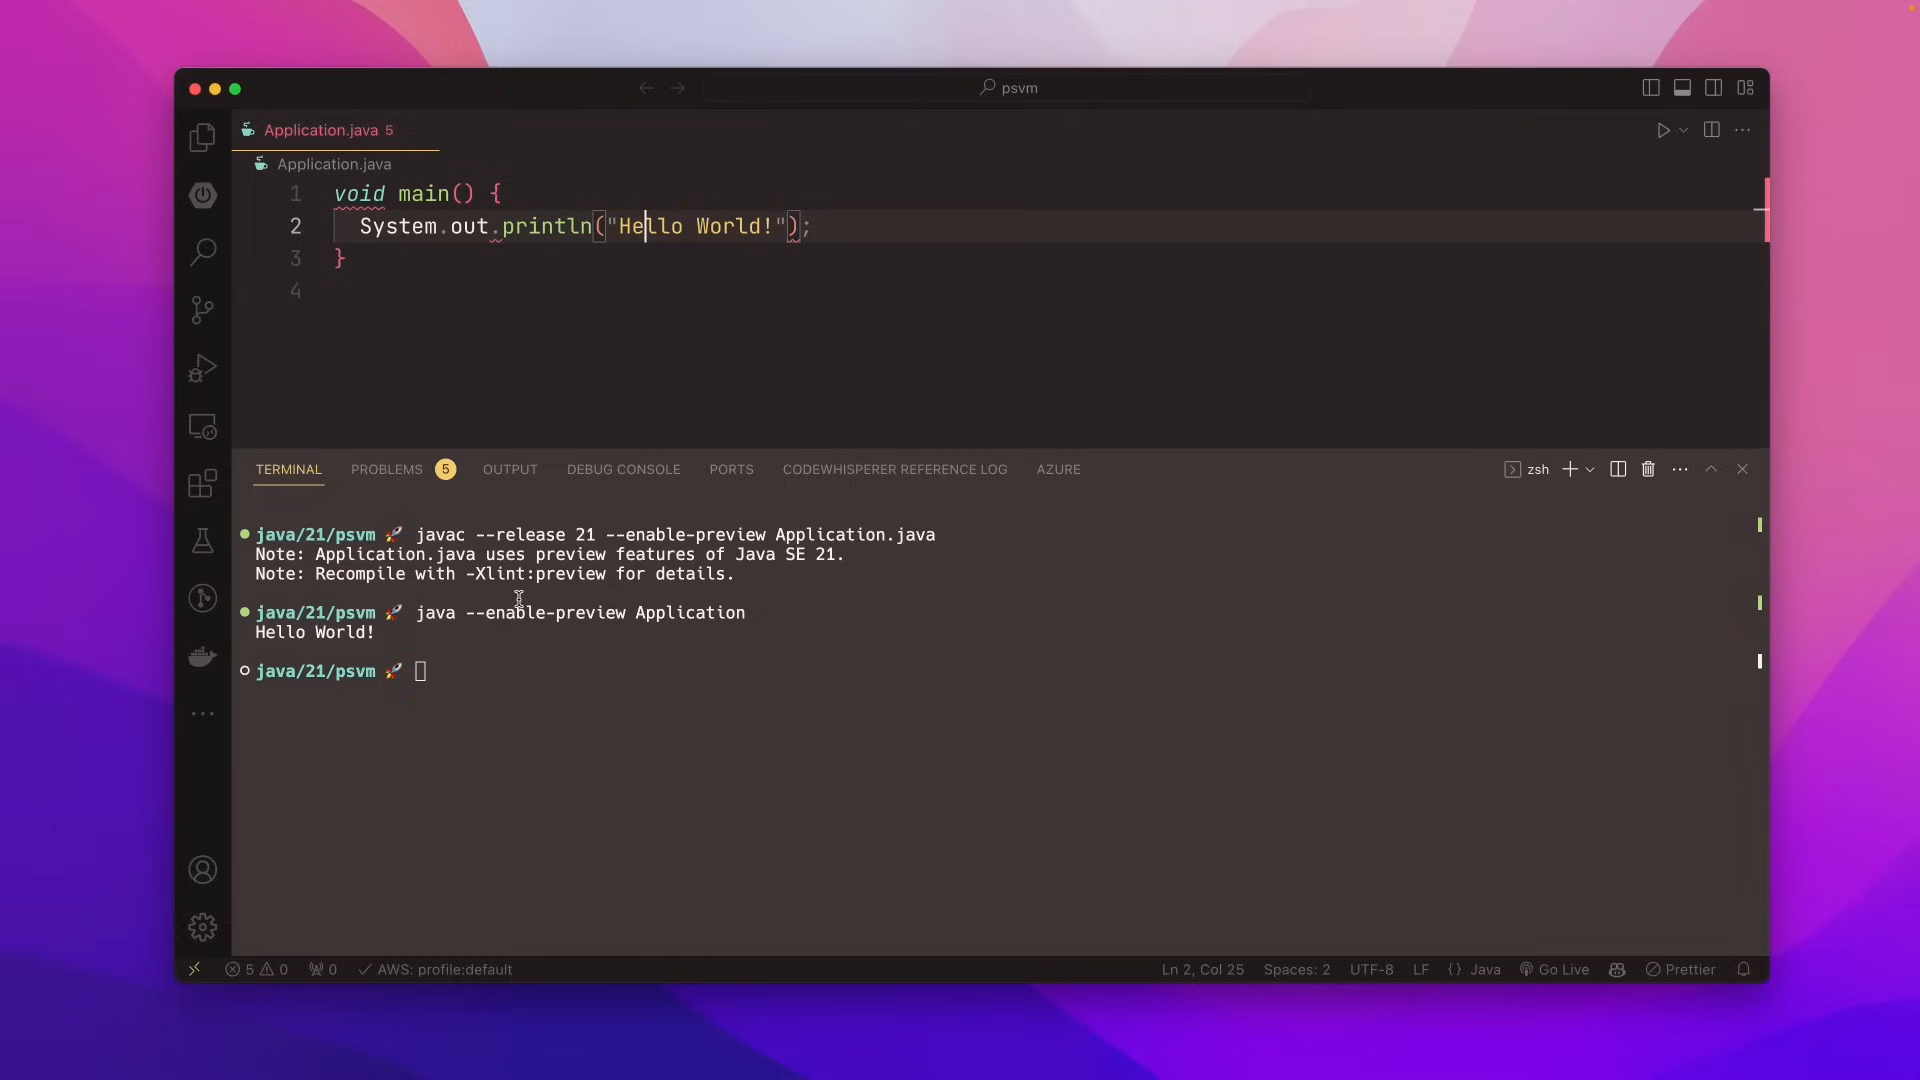 psvm
Application.java 5
Application.java
1 void main() {
2 System.out.println("Hello World!");
3 }
4
TERMINAL PROBLEMS 5 OUTPUT DEBUG CONSOLE PORTS CODEWHISPERER REFERENCE LOG AZURE zsh
java/21/psvm 🚀 javac --release 21 --enable-preview Application.java
Note: Application.java uses preview features of Java SE 21.
Note: Recompile with -Xlint:preview for details.
java/21/psvm 🚀 java --enable-preview Application
Hello World!
java/21/psvm 🚀
5 0 0 AWS: profile:default Ln 2, Col 25 Spaces: 2 UTF-8 LF {} Java Go Live Prettier